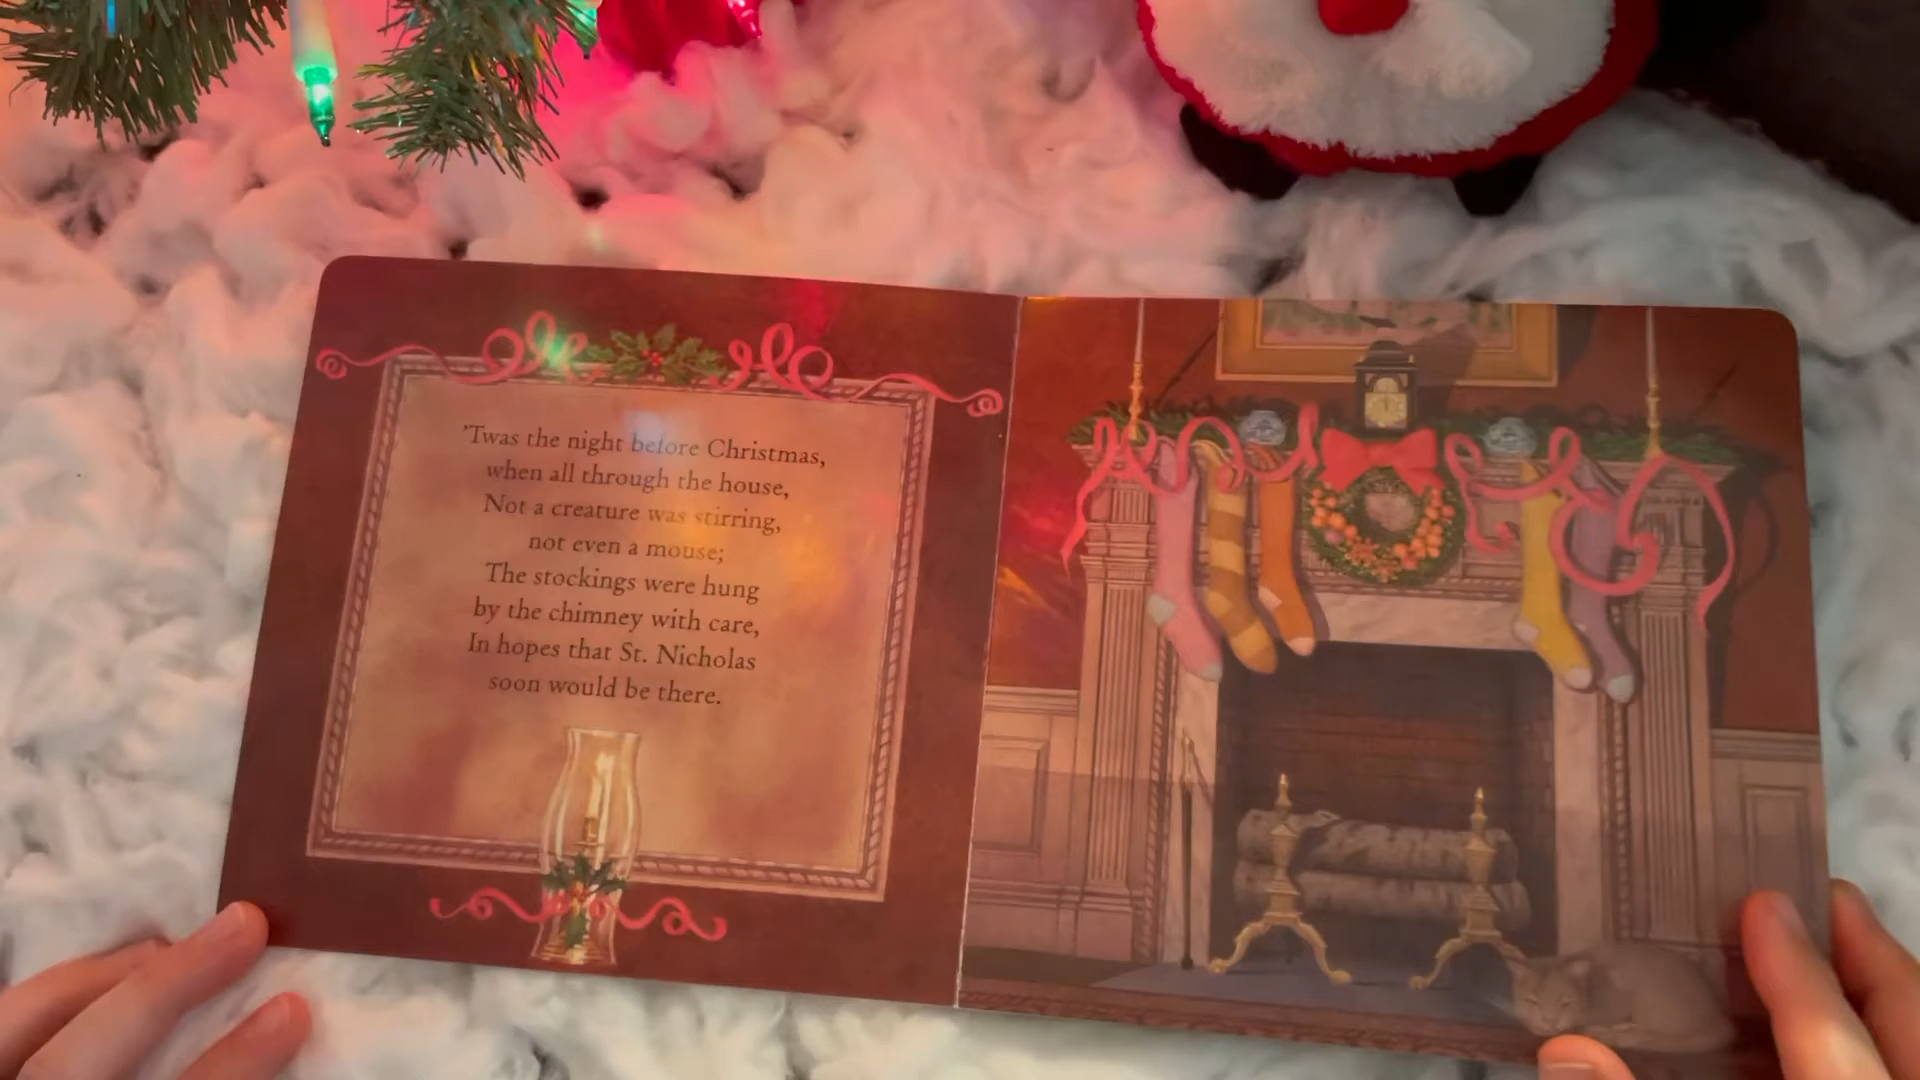 'Twas the night before Christmas,
when all through the house,
Not a creature was stirring,
not even a mouse;
The stockings were hung
by the chimney with care,
In hopes that St. Nicholas
soon would be there.